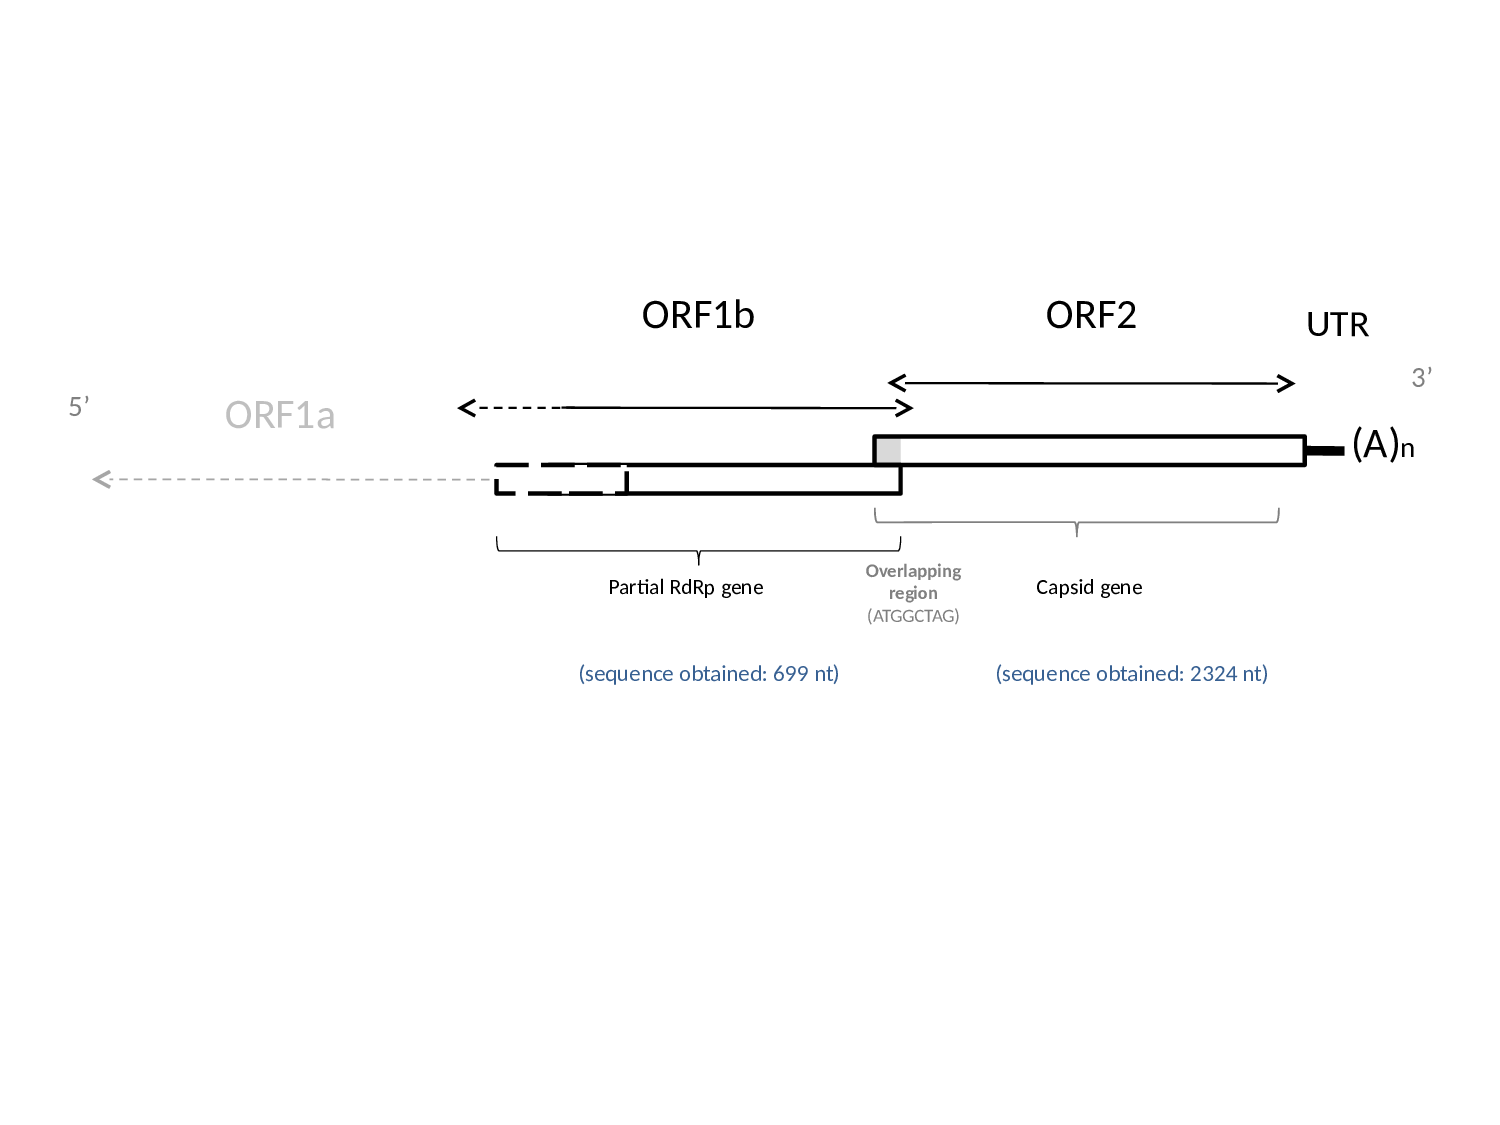 ORF1b
ORF2
UTR
3’
5’
ORF1a
(A)n
Partial RdRp gene
Overlapping
region
(ATGGCTAG)
Capsid gene
(sequence obtained: 699 nt)
(sequence obtained: 2324 nt)